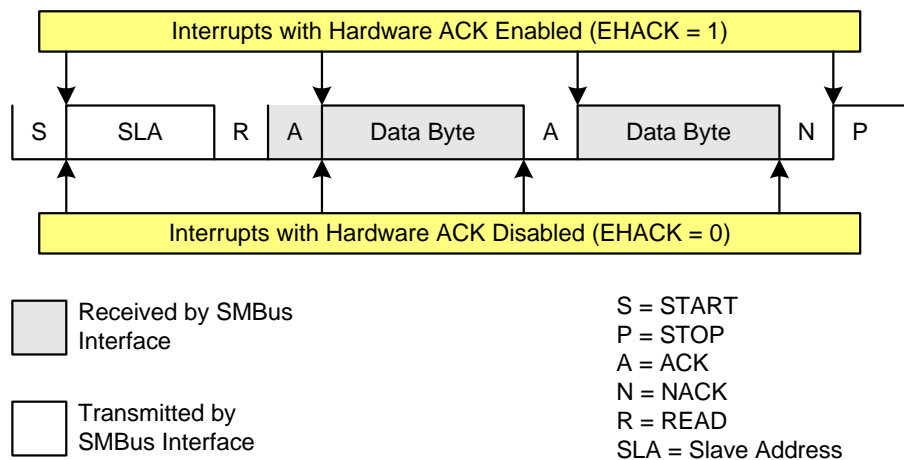 Interrupts with Hardware ACK Enabled (EHACK = 1)
S SLA R A Data Byte A Data Byte N P
Interrupts with Hardware ACK Disabled (EHACK = 0)
Received by SMBus
Interface
Transmitted by
SMBus Interface
S = START
P = STOP
A = ACK
N = NACK
R = READ
SLA = Slave Address